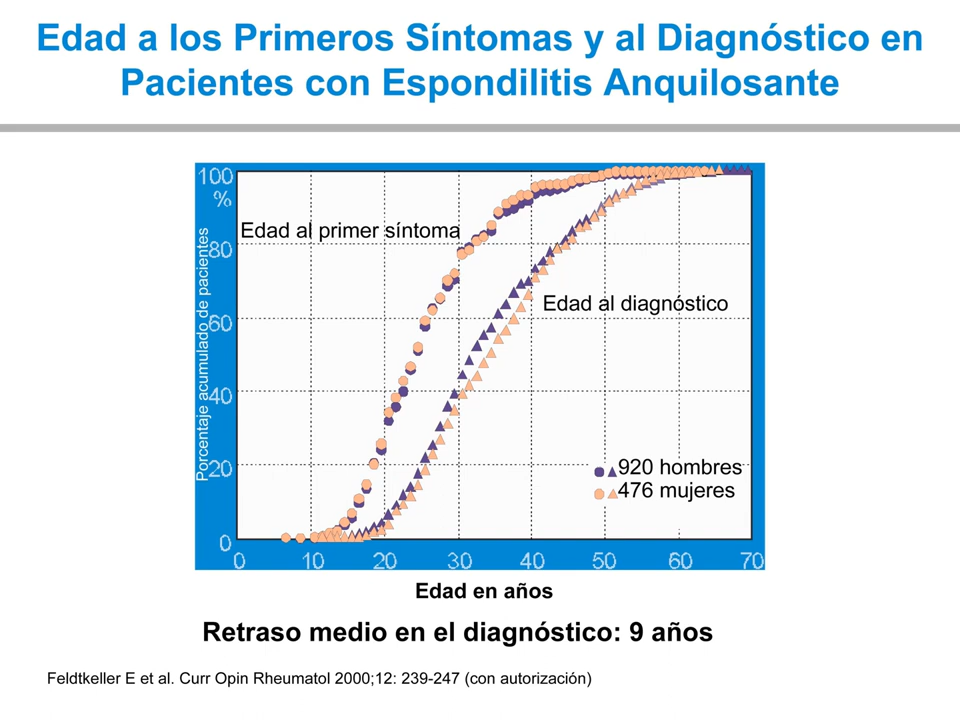 Edad a los Primeros Síntomas y al Diagnóstico en
Pacientes con Espondilitis Anquilosante
100
%
80
60
40
20
0
Porcentaje acumulado de pacientes
Edad al primer síntoma
Edad al diagnóstico
920 hombres
476 mujeres
0 10 20 30 40 50 60 70
Edad en años
Retraso medio en el diagnóstico: 9 años
Feldtkeller E et al. Curr Opin Rheumatol 2000;12: 239-247 (con autorización)